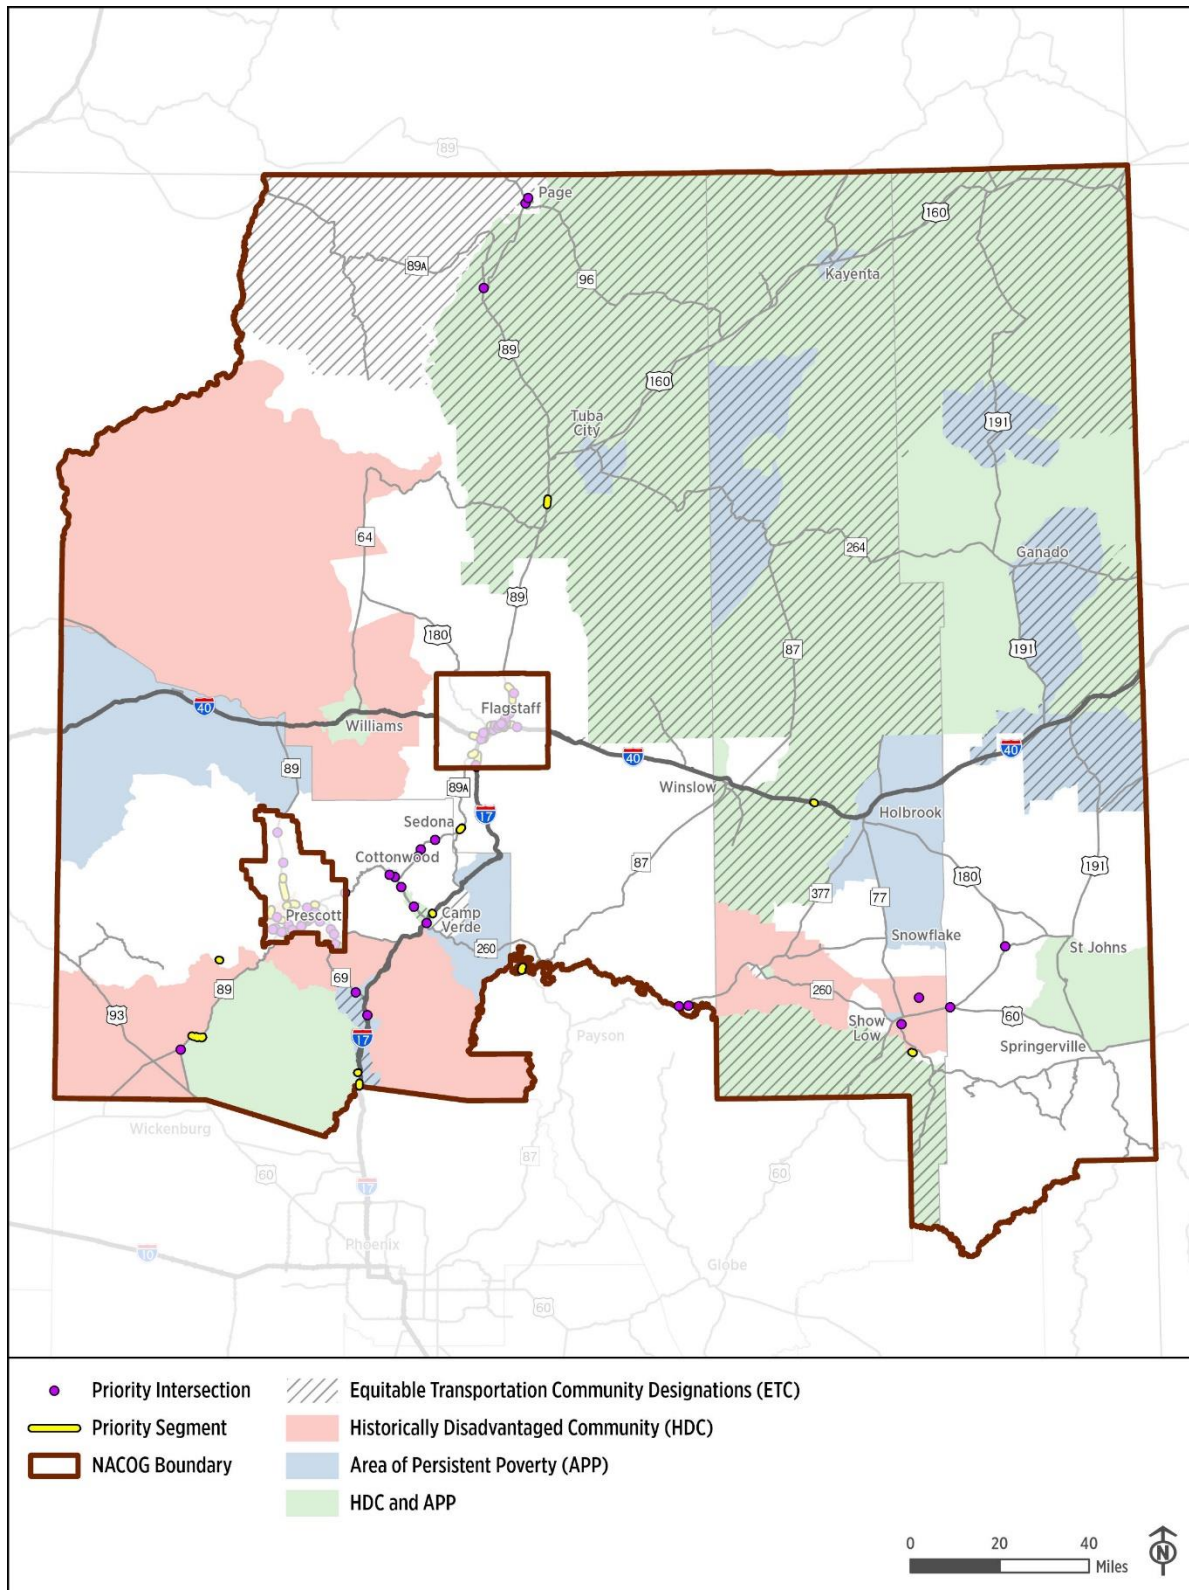 89
Page
160
89A
96
Kayenta
89
160
Tuba
City
191
64
264
Ganado
89
180
87
191
Flagstaff
40
Williams
40
40
89
Winslow
89A
17
Holbrook
Sedona
Cottonwood
87
180
191
377
77
Prescott
Camp
Verde
Snowflake
St Johns
260
69
89
93
260
60
Show
Low
17
Payson
Springerville
Wickenburg
87
60
60
17
Phoenix
10
Globe
60
Priority Intersection
Priority Segment
NACOG Boundary
Equitable Transportation Community Designations (ETC)
Historically Disadvantaged Community (HDC)
Area of Persistent Poverty (APP)
HDC and APP
0 20 40
Miles
N